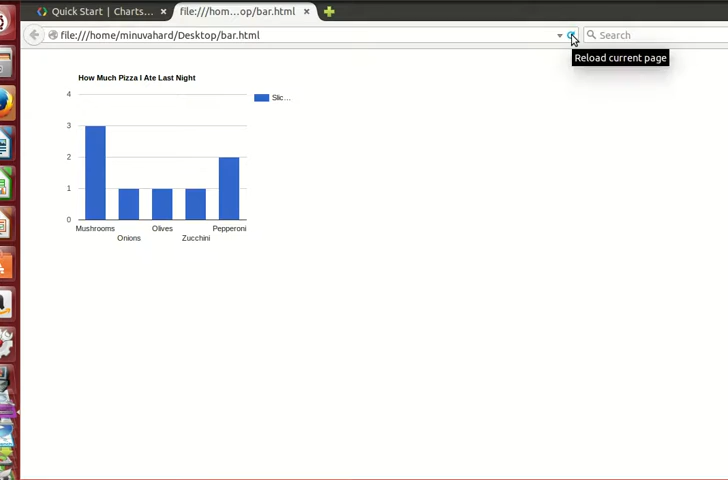 Quick Start | Charts...
file:///hom...op/bar.html
file:///home/minuvahard/Desktop/bar.html
Search
Reload current page
How Much Pizza I Ate Last Night
4
Slic...
3
2
1
0
Mushrooms
Onions
Olives
Zucchini
Pepperoni